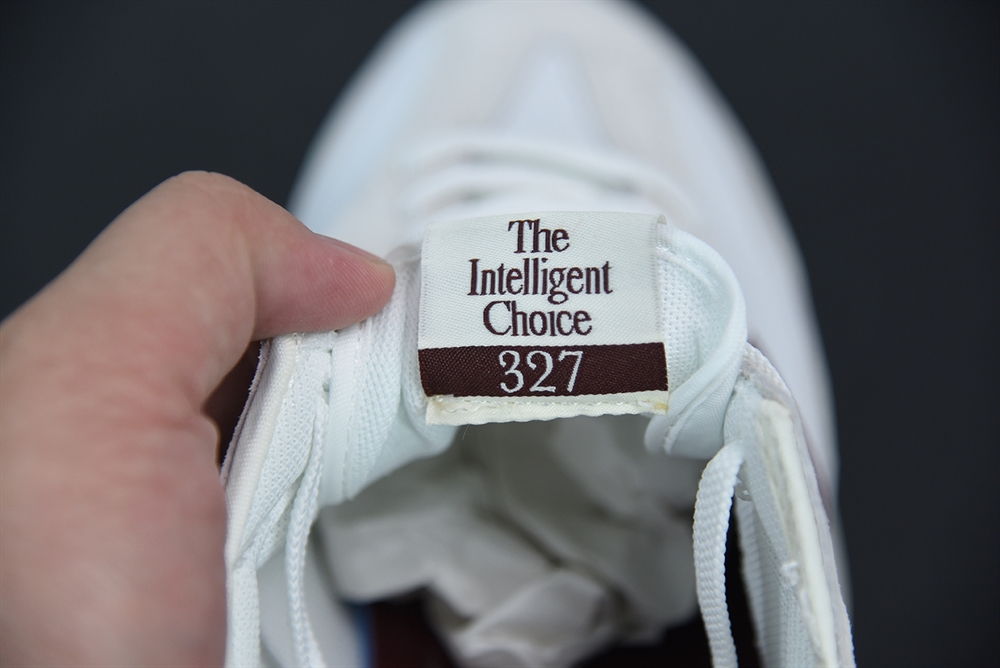 The
Intelligent
Choice
327